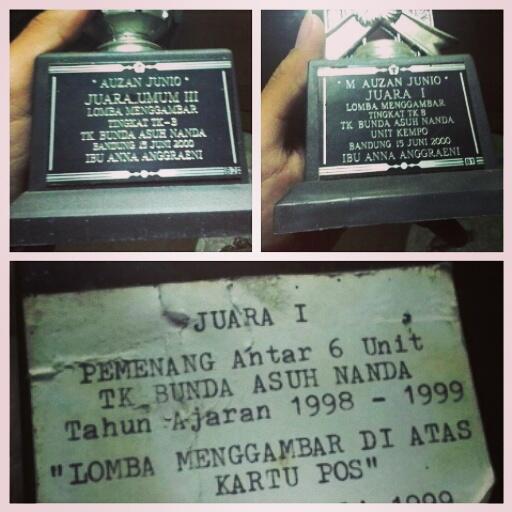 * AUZAN JUNIO *
JUARA UMUM III
LOMBA MENGGAMBAR
TINGKAT TK-B
TK BUNDA ASUH NANDA
BANDUNG 15 JUNI 2000
IBU ANNA ANGGRAENI
* M AUZAN JUNIO *
JUARA I
LOMBA MENGGAMBAR
TINGKAT TK B
TK BUNDA ASUH NANDA
UNIT KEMPO
BANDUNG 15 JUNI 2000
IBU ANNA ANGGRAENI
JUARA I
PEMENANG Antar 6 Unit
TK BUNDA ASUH NANDA
Tahun Ajaran 1998 - 1999
"LOMBA MENGGAMBAR DI ATAS
KARTU POS"
1999